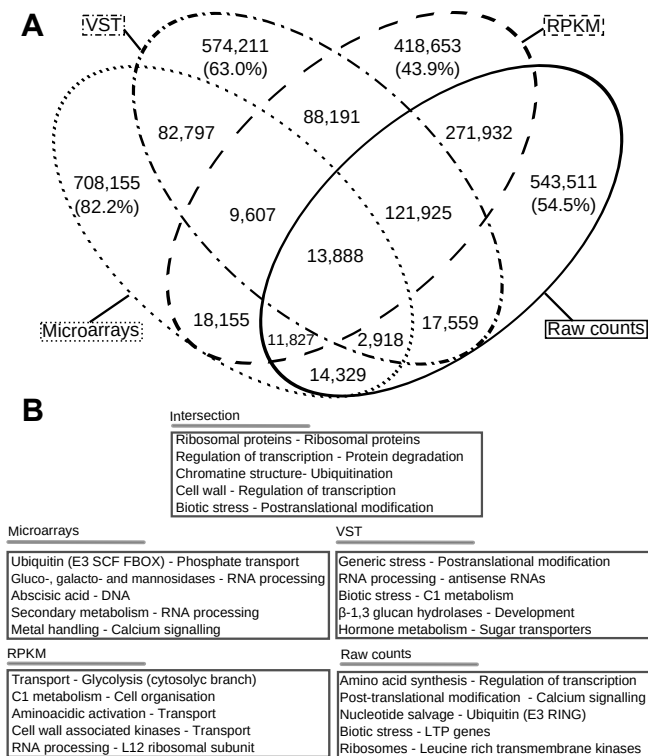 A
VST
574,211
(63.0%)
418,653
(43.9%)
RPKM
88,191
82,797
271,932
708,155
(82.2%)
543,511
(54.5%)
9,607
121,925
13,888
18,155
17,559
Microarrays
11,827
2,918
Raw counts
14,329
B
Intersection
Ribosomal proteins - Ribosomal proteins
Regulation of transcription - Protein degradation
Chromatine structure- Ubiquitination
Cell wall - Regulation of transcription
Biotic stress - Postranslational modification
Microarrays
Ubiquitin (E3 SCF FBOX) - Phosphate transport
Gluco-, galacto- and mannosidases - RNA processing
Abscisic acid - DNA
Secondary metabolism - RNA processing
Metal handling - Calcium signalling
VST
Generic stress - Postranslational modification
RNA processing - antisense RNAs
Biotic stress - C1 metabolism
β-1,3 glucan hydrolases - Development
Hormone metabolism - Sugar transporters
RPKM
Transport - Glycolysis (cytosolyc branch)
C1 metabolism - Cell organisation
Aminoacidic activation - Transport
Cell wall associated kinases - Transport
RNA processing - L12 ribosomal subunit
Raw counts
Amino acid synthesis - Regulation of transcription
Post-translational modification - Calcium signalling
Nucleotide salvage - Ubiquitin (E3 RING)
Biotic stress - LTP genes
Ribosomes - Leucine rich transmembrane kinases